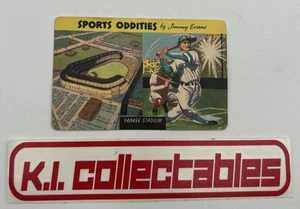 SPORTS ODDITIES by Jimmy Evans
YANKEE STADIUM
K.I. collectables